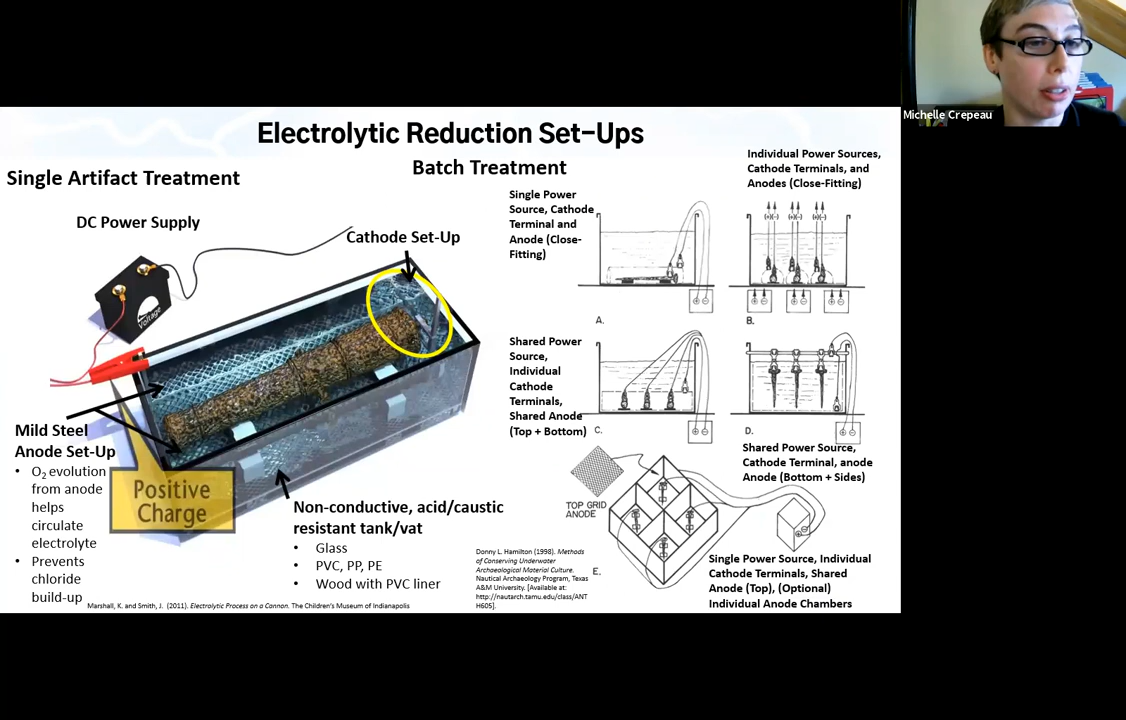 Michelle Crepeau
Electrolytic Reduction Set-Ups
Single Artifact Treatment
DC Power Supply
Voltage
Cathode Set-Up
Mild Steel
Anode Set-Up
• O₂ evolution
from anode
helps
circulate
electrolyte
• Prevents
chloride
build-up
Positive
Charge
Non-conductive, acid/caustic
resistant tank/vat
• Glass
• PVC, PP, PE
• Wood with PVC liner
Marshall, K. and Smith, J. (2011). Electrolytic Process on a Cannon. The Children's Museum of Indianapolis
Batch Treatment
Single Power
Source, Cathode
Terminal and
Anode (Close-
Fitting)
A.
Individual Power Sources,
Cathode Terminals, and
Anodes (Close-Fitting)
(+)(-) (+)(-) (+)(-)
B.
Shared Power
Source,
Individual
Cathode
Terminals,
Shared Anode
(Top + Bottom)
C.
D.
Shared Power Source,
Cathode Terminal, anode
Anode (Bottom + Sides)
TOP GRID
ANODE
E.
Single Power Source, Individual
Cathode Terminals, Shared
Anode (Top), (Optional)
Individual Anode Chambers
Donny L. Hamilton (1998). Methods
of Conserving Underwater
Archaeological Material Culture.
Nautical Archaeology Program, Texas
A&M University. [Available at:
http://nautarch.tamu.edu/class/ANT
H605].